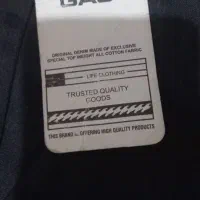 ORIGINAL DENIM MADE OF EXCLUSIVE
SPECIAL TOP WEIGHT ALL COTTON FABRIC
LIFE CLOTHING
TRUSTED QUALITY
GOODS
THIS BRAND IS OFFERING HIGH QUALITY PRODUCTS